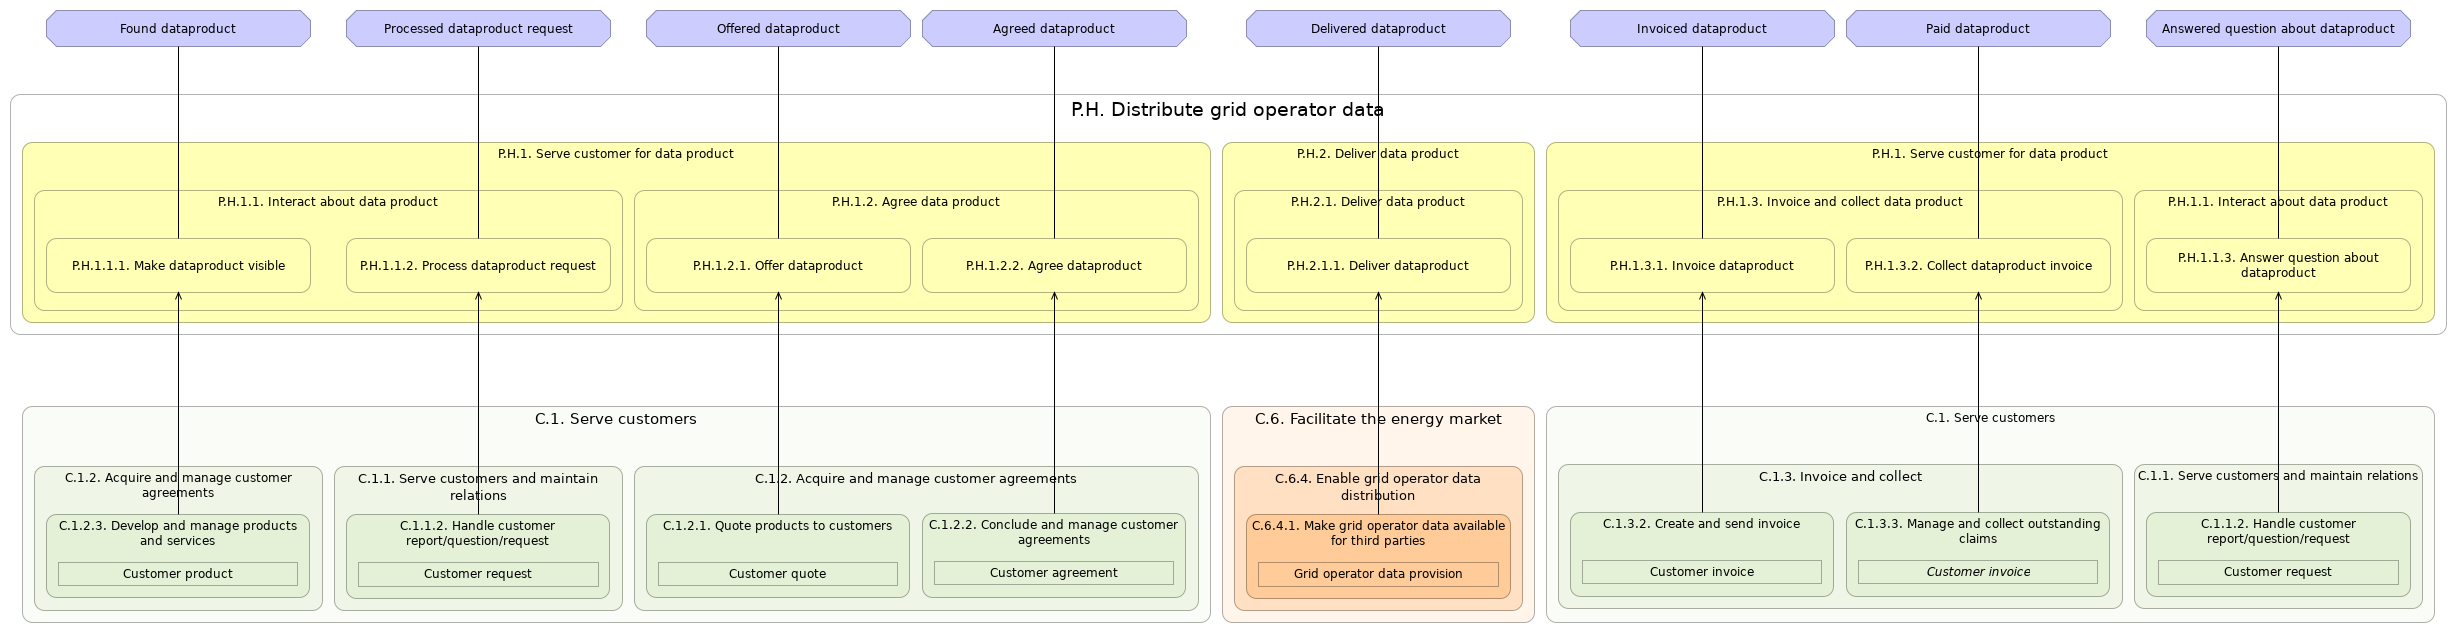 Found dataproduct
Processed dataproduct request
Offered dataproduct
Agreed dataproduct
Delivered dataproduct
Invoiced dataproduct
Paid dataproduct
Answered question about dataproduct
P.H. Distribute grid operator data
P.H.1. Serve customer for data product
P.H.2. Deliver data product
P.H.1. Serve customer for data product
P.H.1.1. Interact about data product
P.H.1.2. Agree data product
P.H.2.1. Deliver data product
P.H.1.3. Invoice and collect data product
P.H.1.1. Interact about data product
P.H.1.1.1. Make dataproduct visible
P.H.1.1.2. Process dataproduct request
P.H.1.2.1. Offer dataproduct
P.H.1.2.2. Agree dataproduct
P.H.2.1.1. Deliver dataproduct
P.H.1.3.1. Invoice dataproduct
P.H.1.3.2. Collect dataproduct invoice
P.H.1.1.3. Answer question about
dataproduct
C.1. Serve customers
C.6. Facilitate the energy market
C.1. Serve customers
C.1.2. Acquire and manage customer
agreements
C.1.1. Serve customers and maintain
relations
C.1.2. Acquire and manage customer agreements
C.6.4. Enable grid operator data
distribution
C.1.3. Invoice and collect
C.1.1. Serve customers and maintain relations
C.1.2.3. Develop and manage products
and services
Customer product
C.1.1.2. Handle customer
report/question/request
Customer request
C.1.2.1. Quote products to customers
Customer quote
C.1.2.2. Conclude and manage customer
agreements
Customer agreement
C.6.4.1. Make grid operator data available
for third parties
Grid operator data provision
C.1.3.2. Create and send invoice
Customer invoice
C.1.3.3. Manage and collect outstanding
claims
Customer invoice
C.1.1.2. Handle customer
report/question/request
Customer request